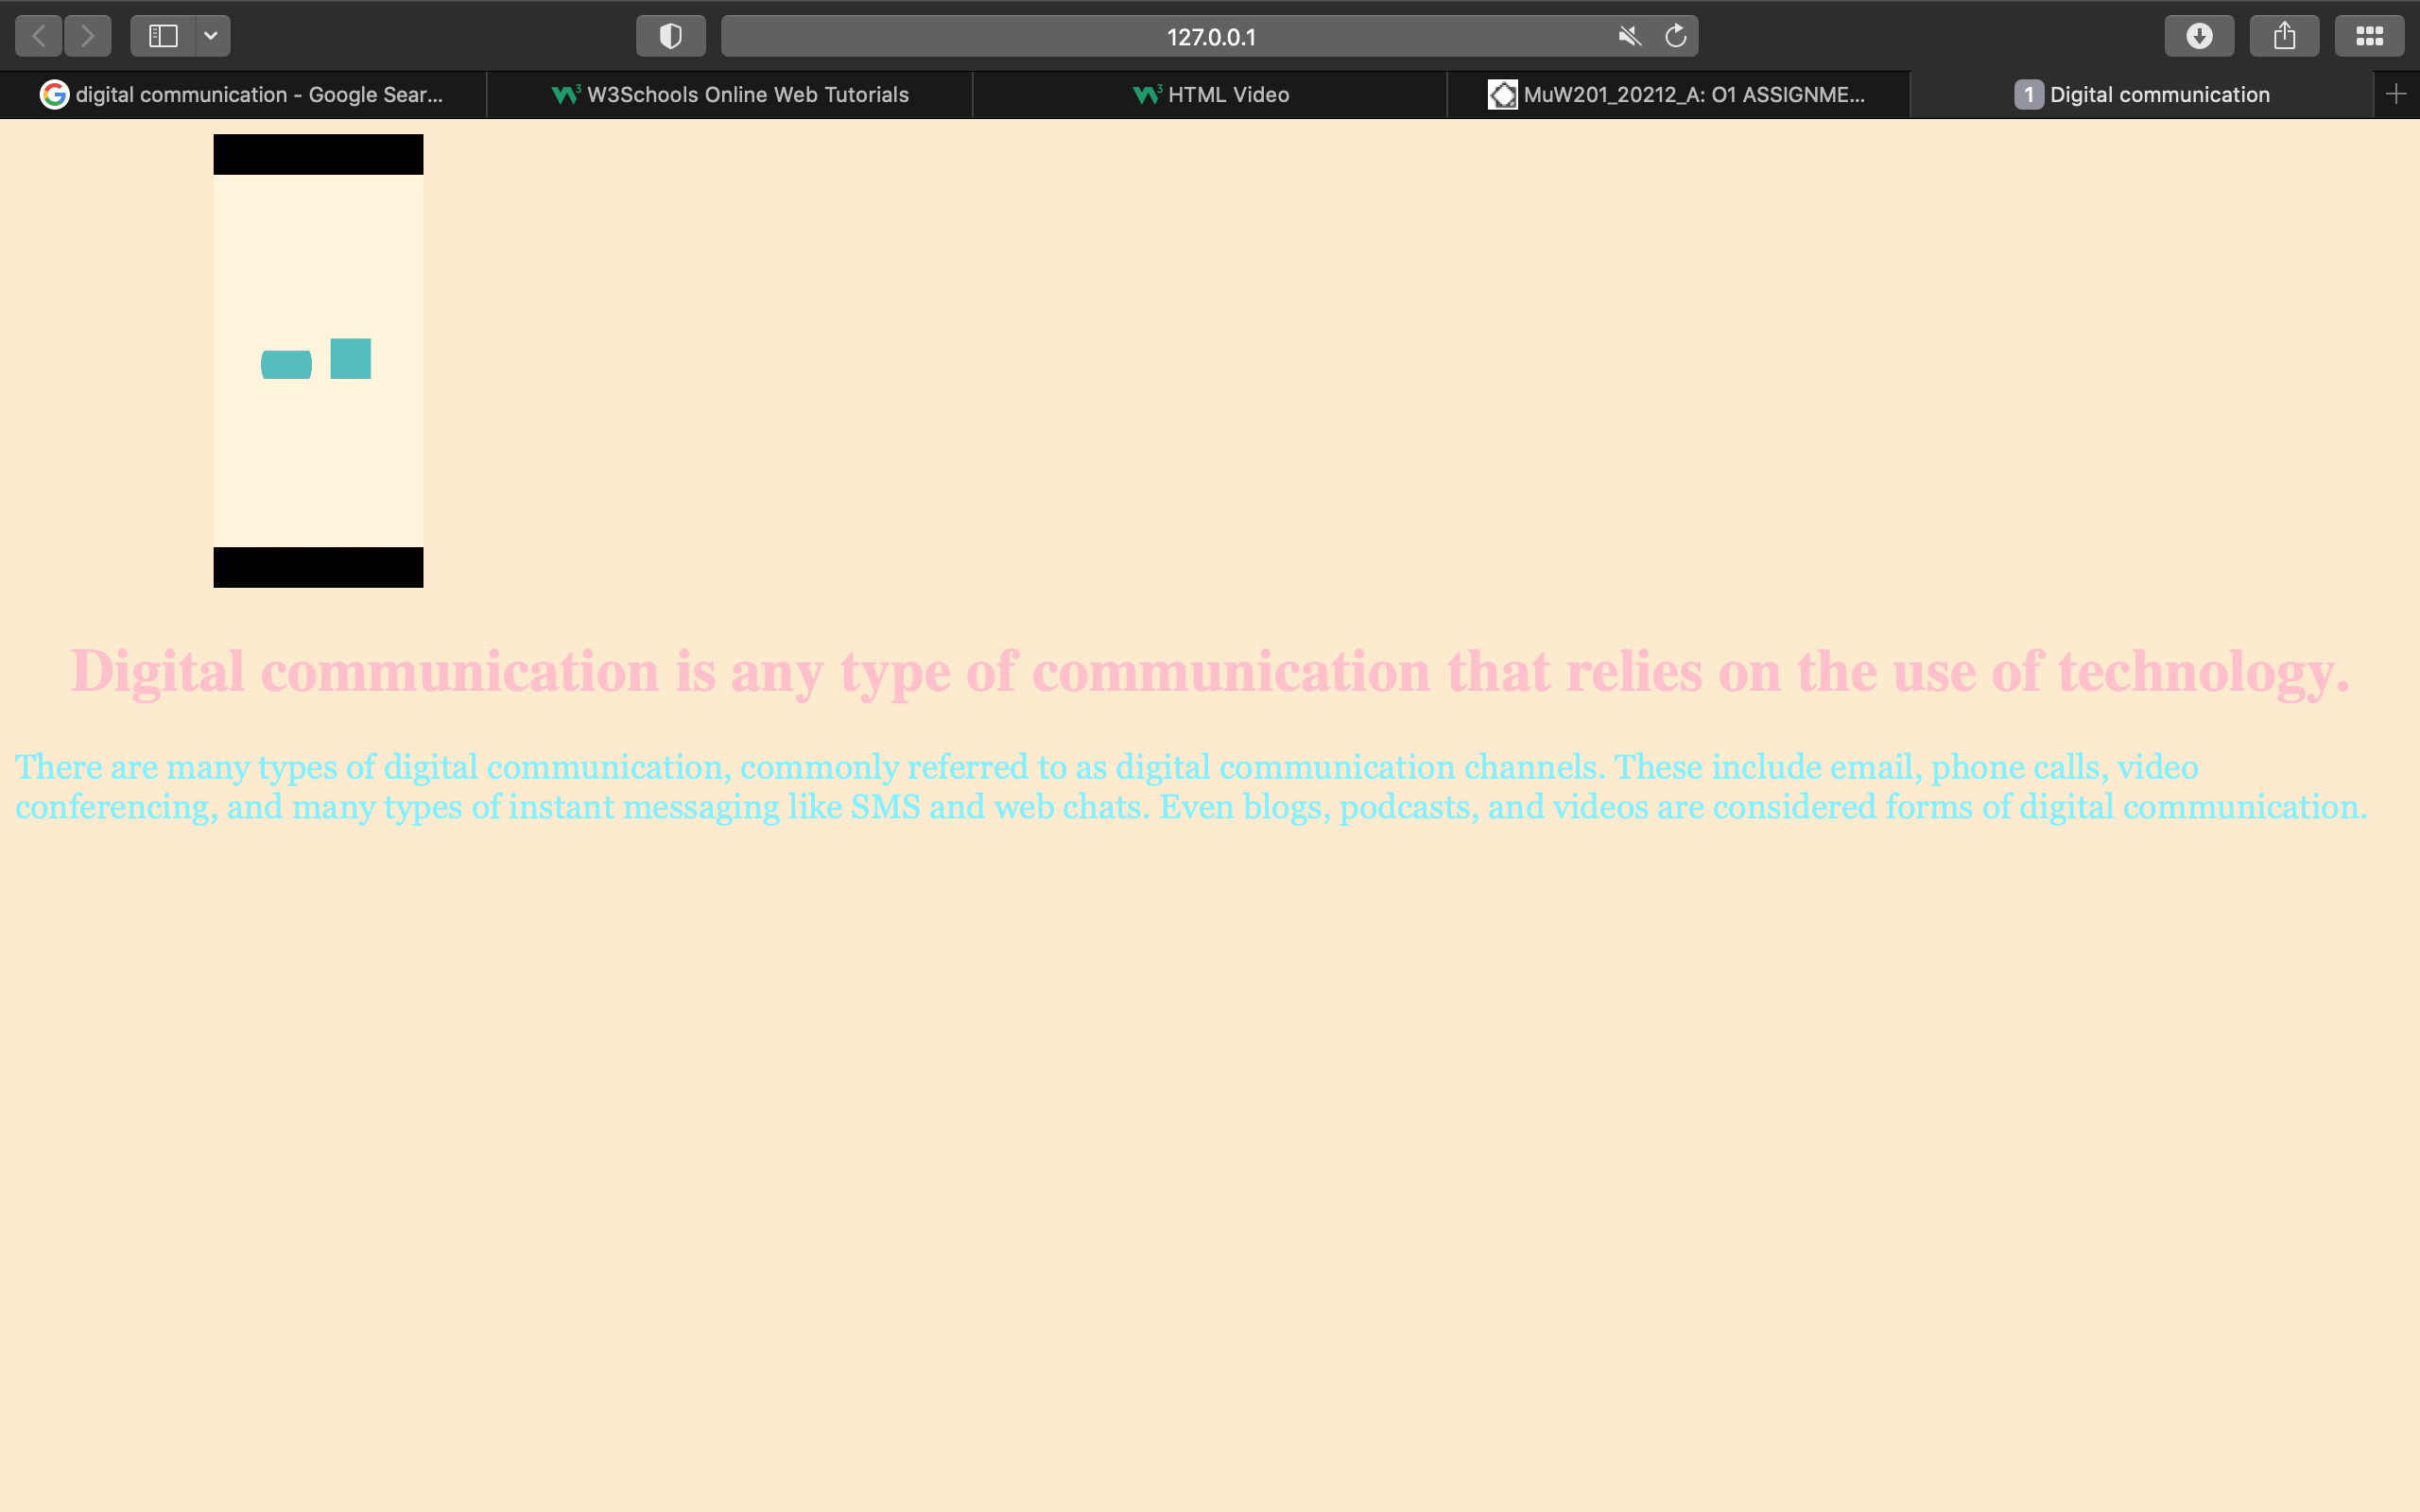 127.0.0.1
digital communication - Google Sear...
W3Schools Online Web Tutorials
HTML Video
MuW201_20212_A: O1 ASSIGNME...
1 Digital communication
Digital communication is any type of communication that relies on the use of technology.
There are many types of digital communication, commonly referred to as digital communication channels. These include email, phone calls, video
conferencing, and many types of instant messaging like SMS and web chats. Even blogs, podcasts, and videos are considered forms of digital communication.